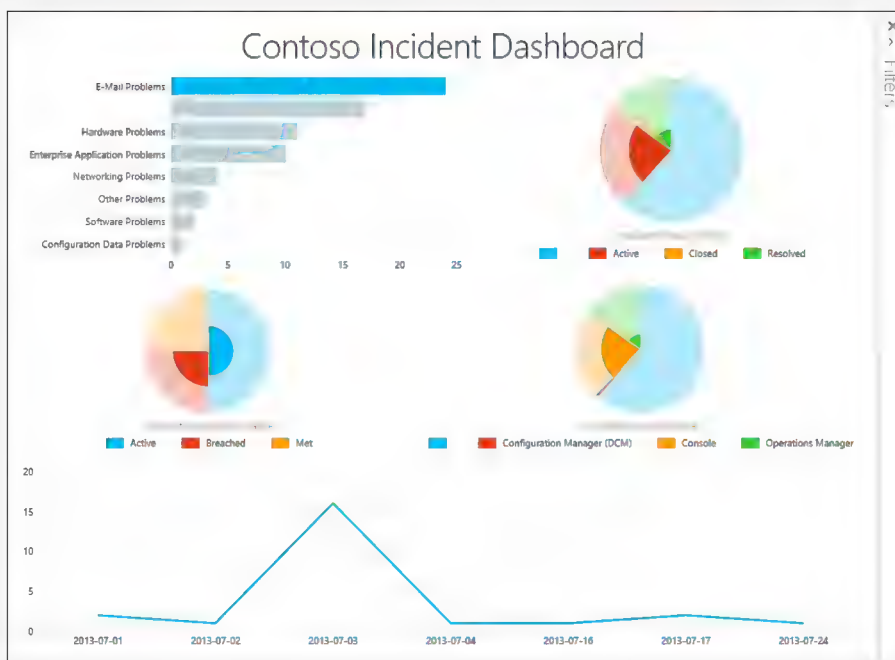 Contoso Incident Dashboard
Filters
E-Mail Problems
Hardware Problems
Enterprise Application Problems
Networking Problems
Other Problems
Software Problems
Configuration Data Problems
0 5 10 15 20 25
Active Closed Resolved
Active Breached Met
Configuration Manager (DCM) Console Operations Manager
20
15
10
5
0
2013-07-01 2013-07-02 2013-07-03 2013-07-04 2013-07-16 2013-07-17 2013-07-24